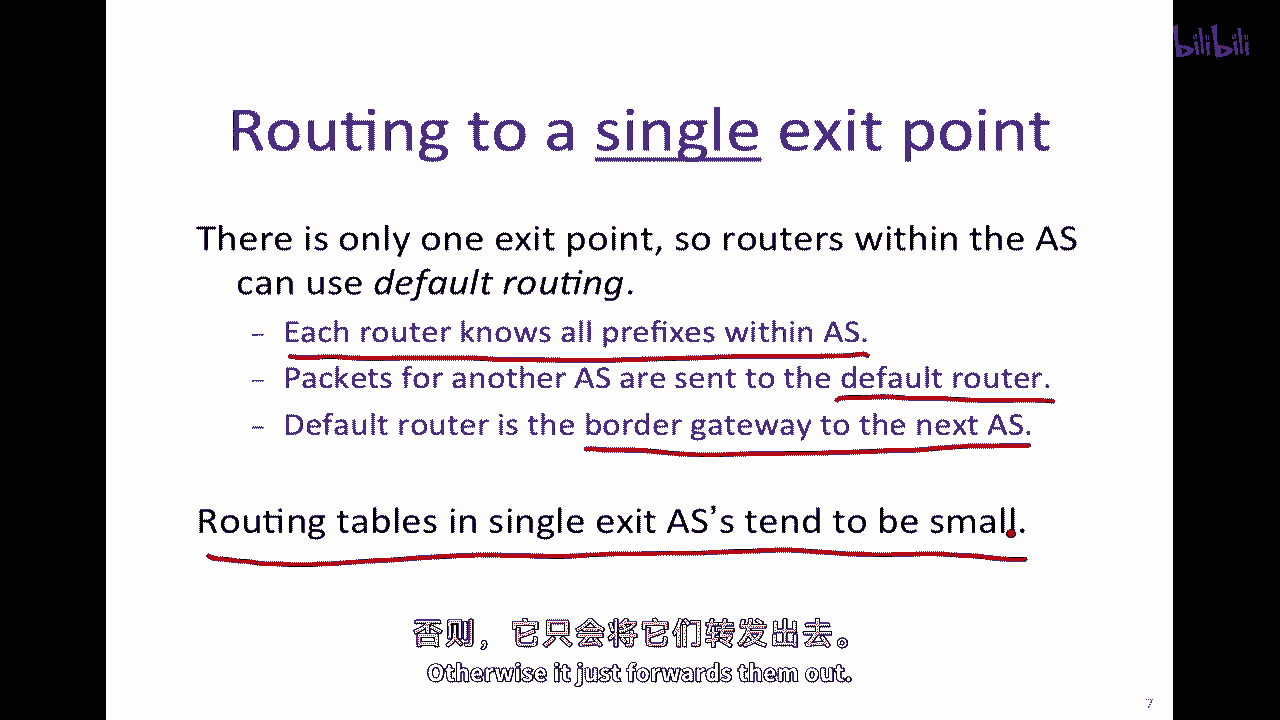 bilibili
Routing to a single exit point
There is only one exit point, so routers within the AS
can use default routing.
– Each router knows all prefixes within AS.
– Packets for another AS are sent to the default router.
– Default router is the border gateway to the next AS.
Routing tables in single exit AS's tend to be small.
否则，它只会将它们转发出去。
Otherwise it just forwards them out.
7